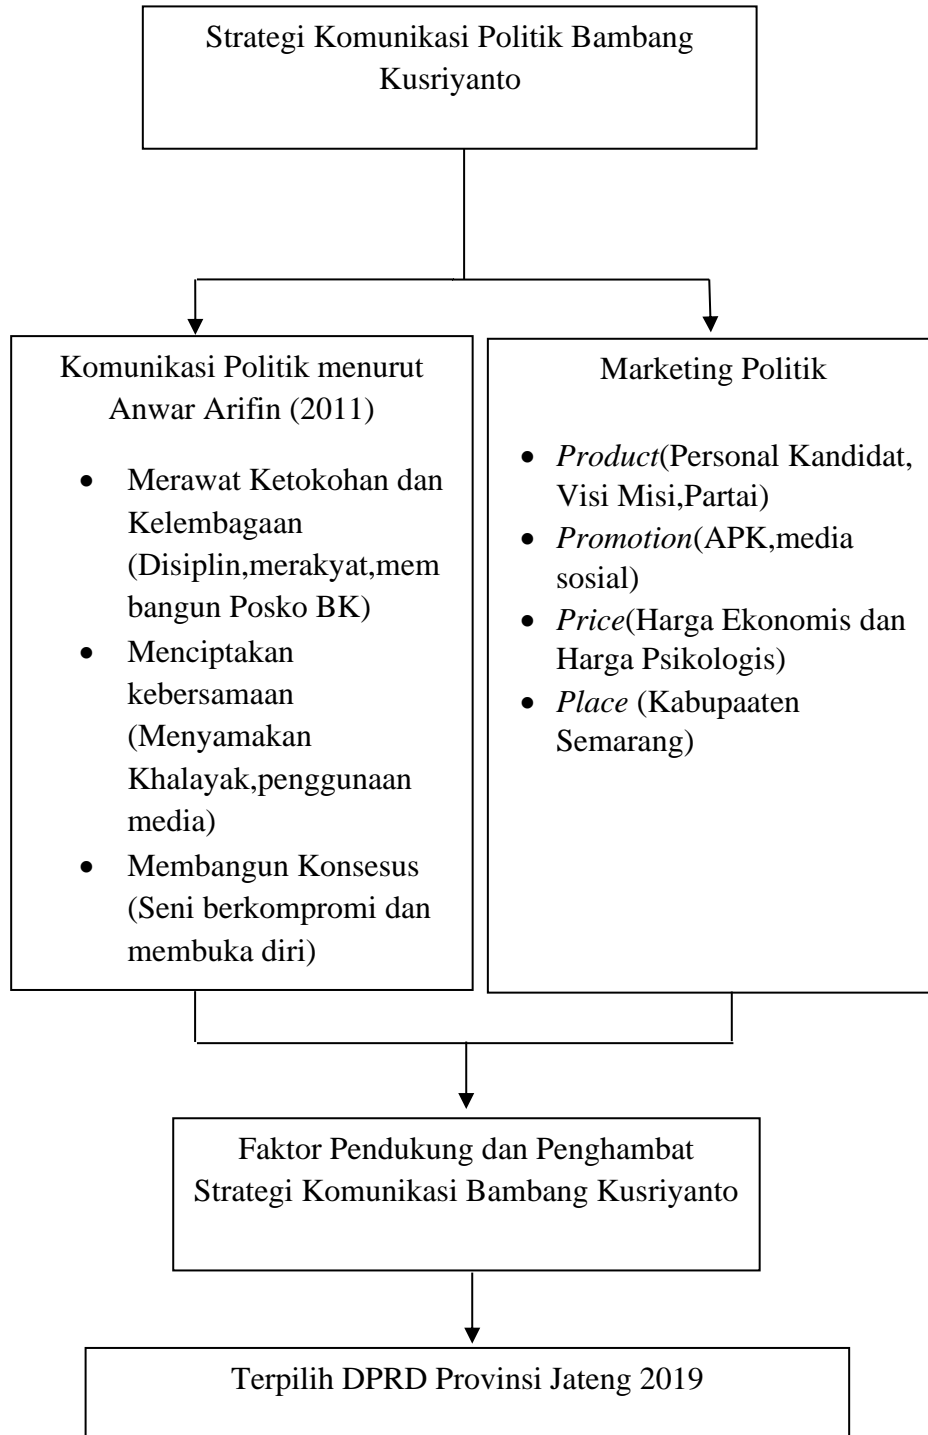 Strategi Komunikasi Politik Bambang
Kusriyanto
Komunikasi Politik menurut
Anwar Arifin (2011)
• Merawat Ketokohan dan
Kelembagaan
(Disiplin,merakyat,mem
bangun Posko BK)
• Menciptakan
kebersamaan
(Menyamakan
Khalayak,penggunaan
media)
• Membangun Konsesus
(Seni berkompromi dan
membuka diri)
Marketing Politik
• Product(Personal Kandidat,
Visi Misi,Partai)
• Promotion(APK,media
sosial)
• Price(Harga Ekonomis dan
Harga Psikologis)
• Place (Kabupaaten
Semarang)
Faktor Pendukung dan Penghambat
Strategi Komunikasi Bambang Kusriyanto
Terpilih DPRD Provinsi Jateng 2019